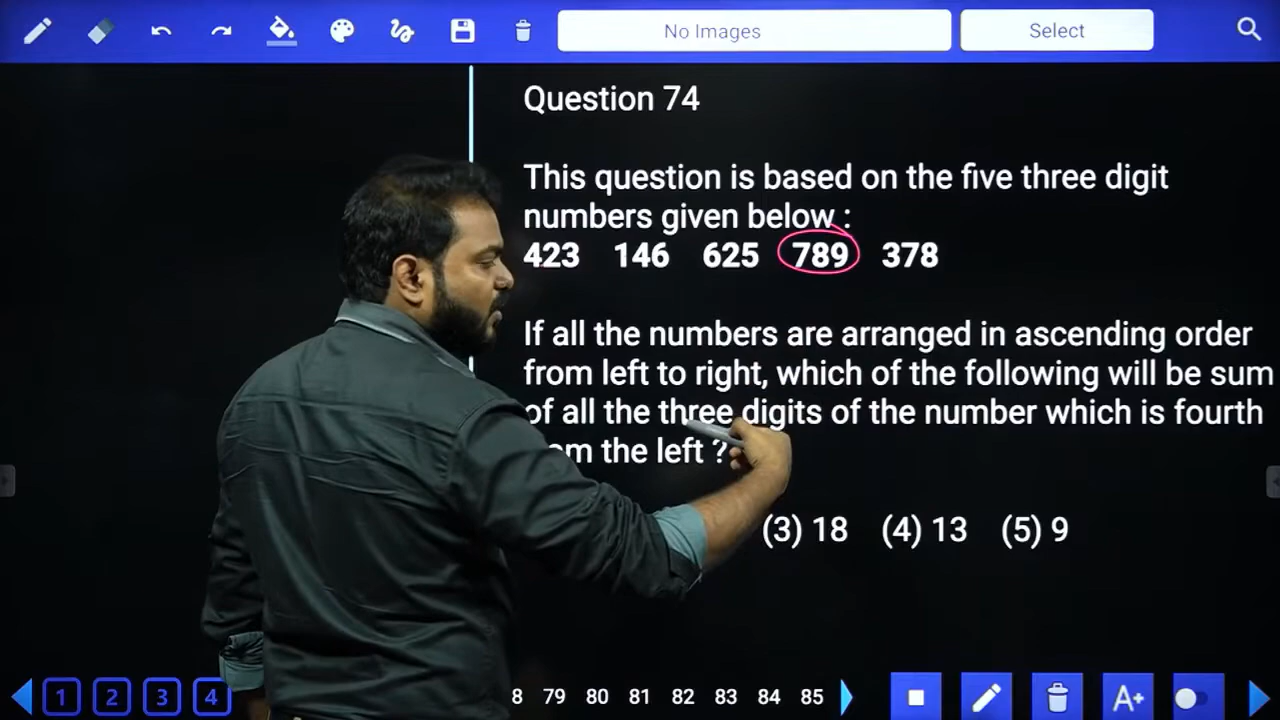 No Images
Select
Question 74
This question is based on the five three digit
numbers given below :
423 146 625 789 378
If all the numbers are arranged in ascending order
from left to right, which of the following will be sum
of all the three digits of the number which is fourth
the left ?
(3) 18 (4) 13 (5) 9
1 2 3 4 8 79 80 81 82 83 84 85 A+